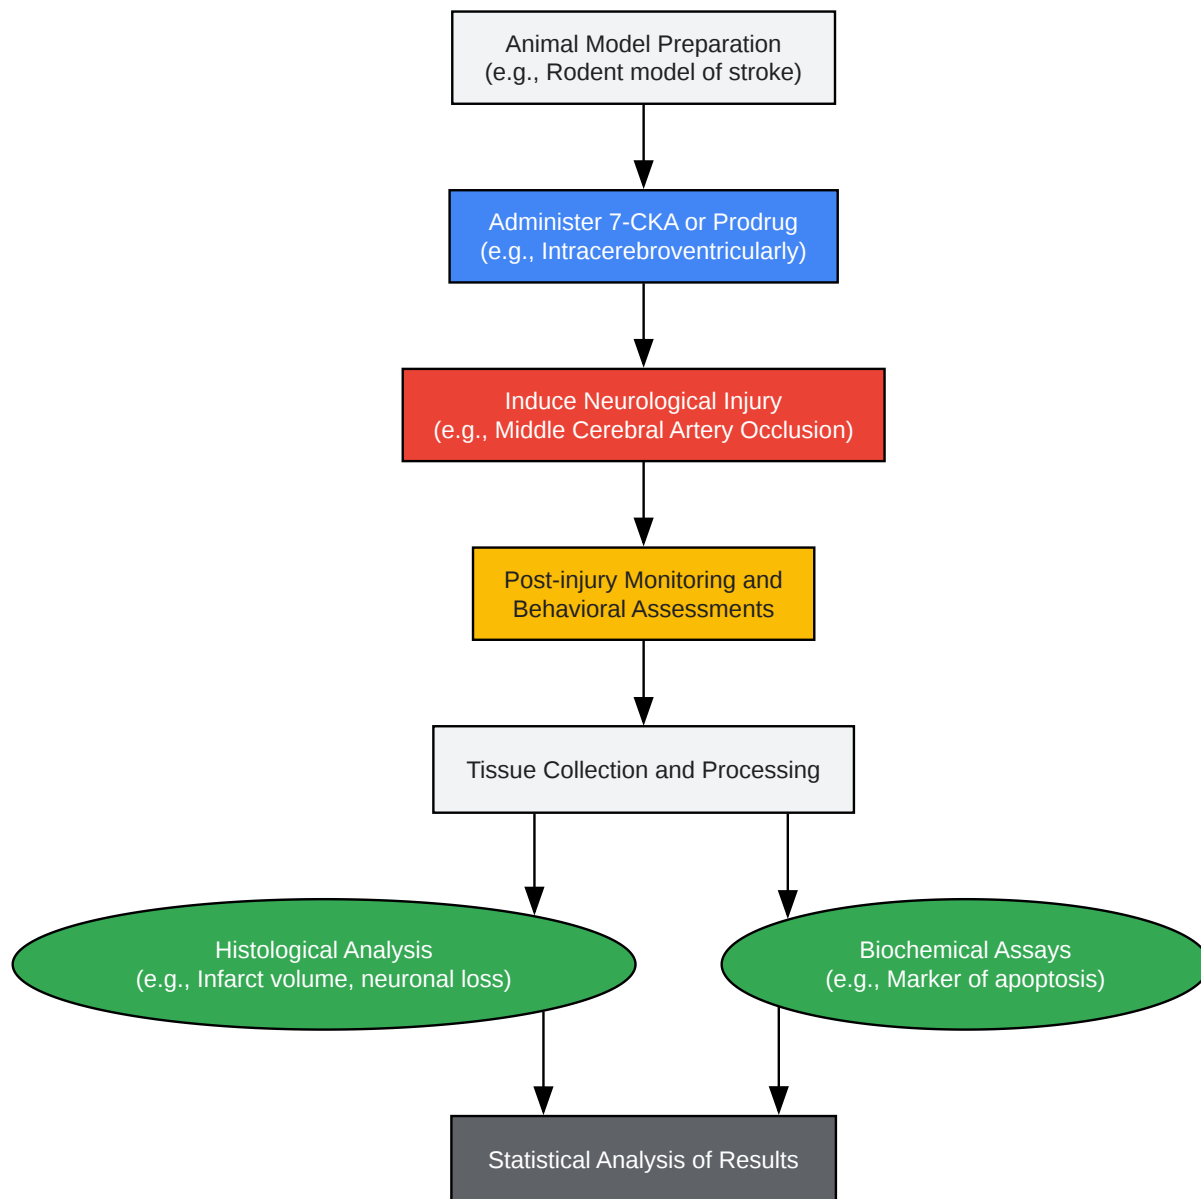 Animal Model Preparation
(e.g., Rodent model of stroke)
Administer 7-CKA or Prodrug
(e.g., Intracerebroventricularly)
Induce Neurological Injury
(e.g., Middle Cerebral Artery Occlusion)
Post-injury Monitoring and
Behavioral Assessments
Tissue Collection and Processing
Histological Analysis
(e.g., Infarct volume, neuronal loss)
Biochemical Assays
(e.g., Marker of apoptosis)
Statistical Analysis of Results